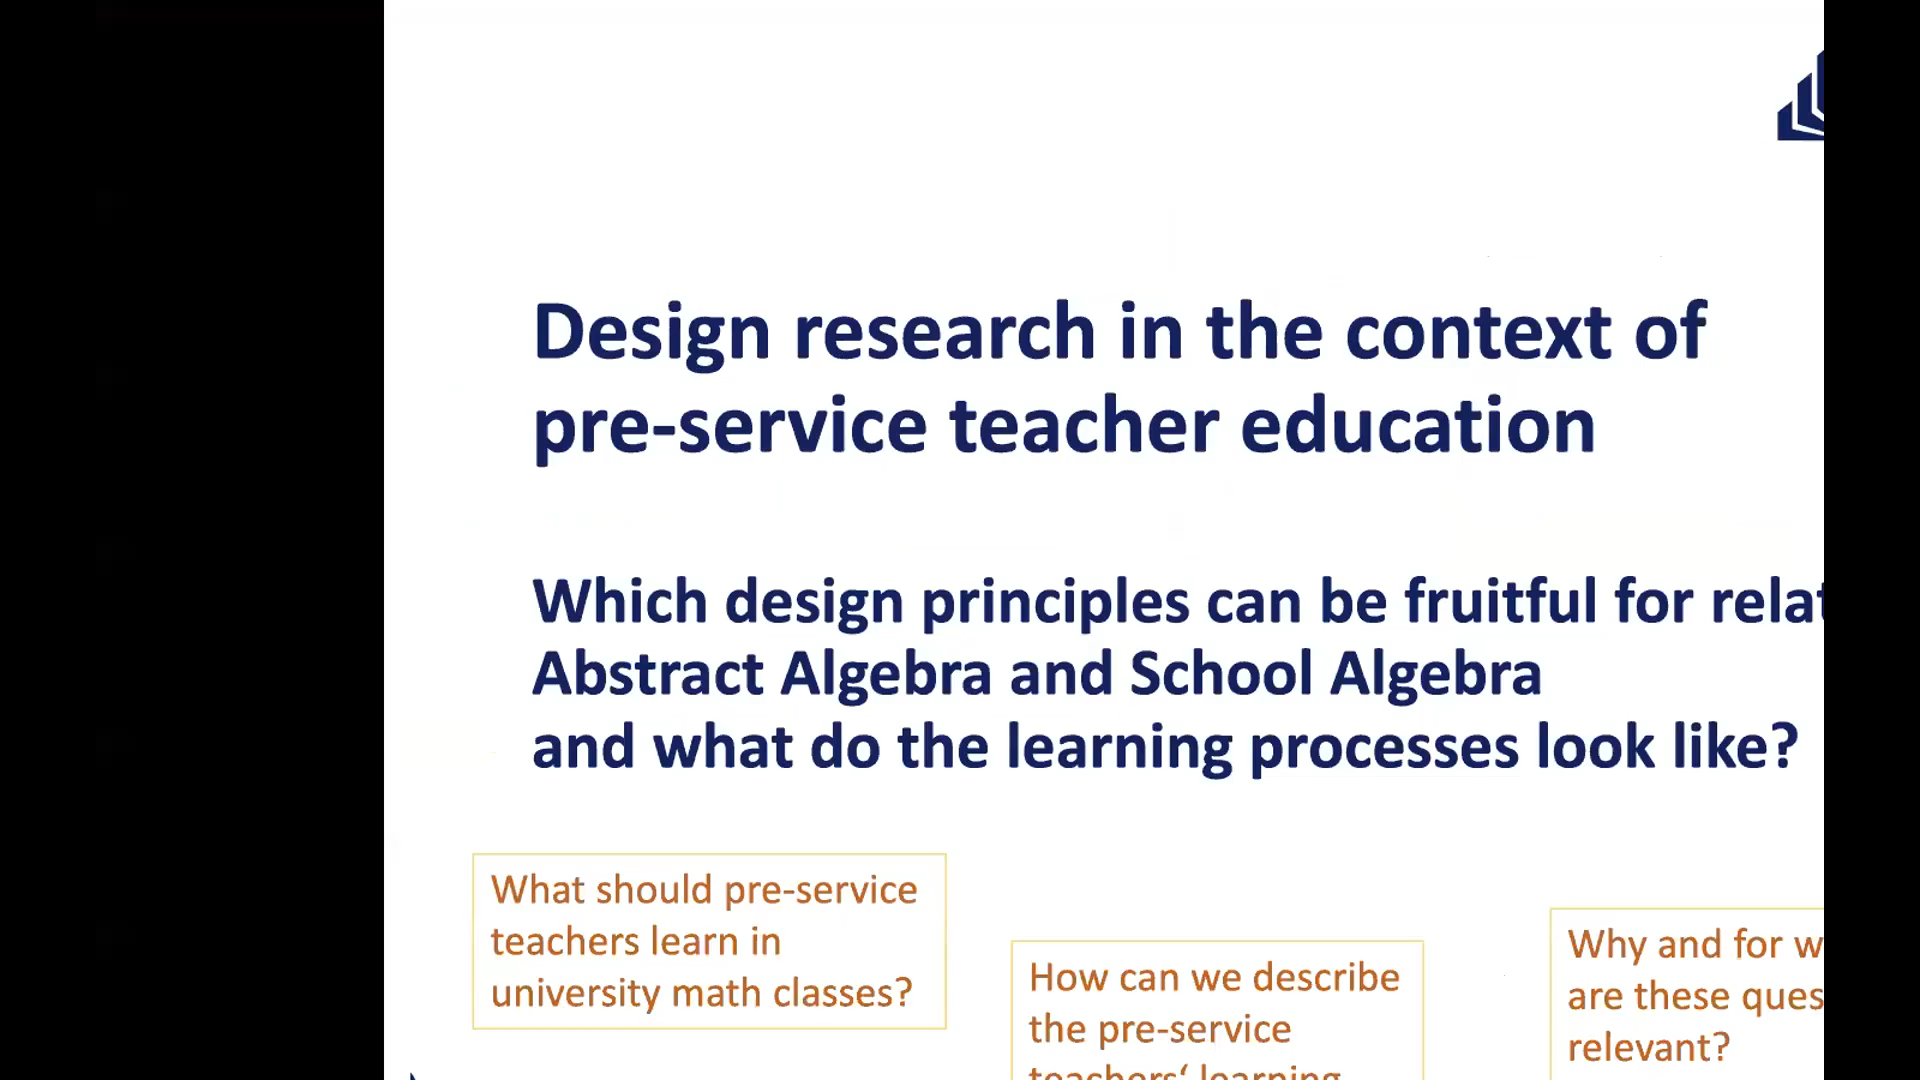 Design research in the context of
pre-service teacher education
Which design principles can be fruitful for relat
Abstract Algebra and School Algebra
and what do the learning processes look like?
What should pre-service
teachers learn in
university math classes?
How can we describe
the pre-service
teachers‘ learning
Why and for w
are these ques
relevant?